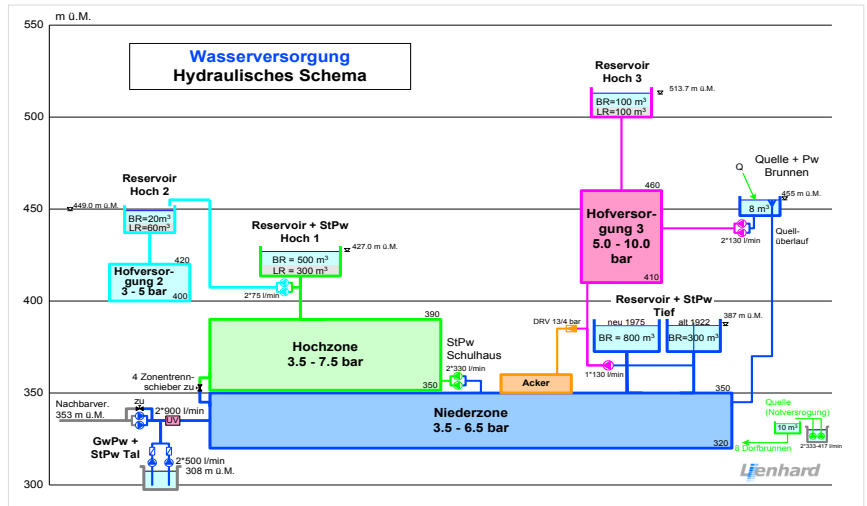 m ü.M.
550
500
450
400
350
300
Wasserversorgung
Hydraulisches Schema
Reservoir
Hoch 3
513.7 m ü.M.
BR=100 m³
LR=100m³
Reservoir
Hoch 2
449.0 m ü.M.
BR=20m³
LR=60m³
Hofversor-
gung 2
3 - 5 bar
420
400
Reservoir + StPw
Hoch 1
427.0 m ü.M.
BR = 500 m³
LR = 300 m³
2*75 l/min
Hofversor-
gung 3
5.0 - 10.0
bar
460
410
Q
Quelle + Pw
Brunnen
455 m ü.M.
8 m³
2*130 l/min
Quell-
überlauf
Hochzone
3.5 - 7.5 bar
390
350
StPw
Schulhaus
2*330 l/min
DRV 13/4 bar
Acker
Reservoir + StPw
Tief
neu 1975
alt 1922
387 m ü.M.
BR = 800 m³
BR=300 m³
1*130 l/min
4 Zonentrenn-
schieber zu
Niederzone
3.5 - 6.5 bar
350
320
Nachbarver.
353 m ü.M.
zu
2*900 l/min
UV
GwPw +
StPw Tal
2*500 l/min
308 m ü.M.
Quelle
(Notversrogung)
10 m³
2*333-417 l/min
8 Dorfbrunnen
Lienhard